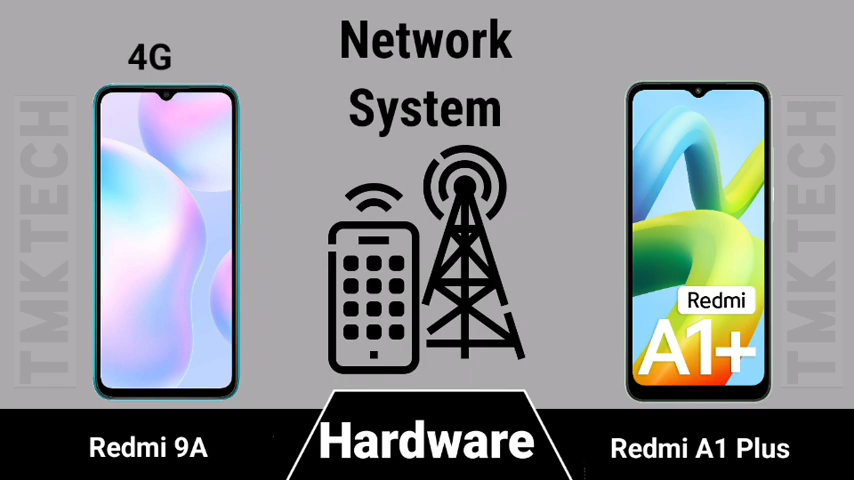 Network
System
4G
TMKTECH
TMKTECH
Redmi
A1+
Redmi 9A
Hardware
Redmi A1 Plus